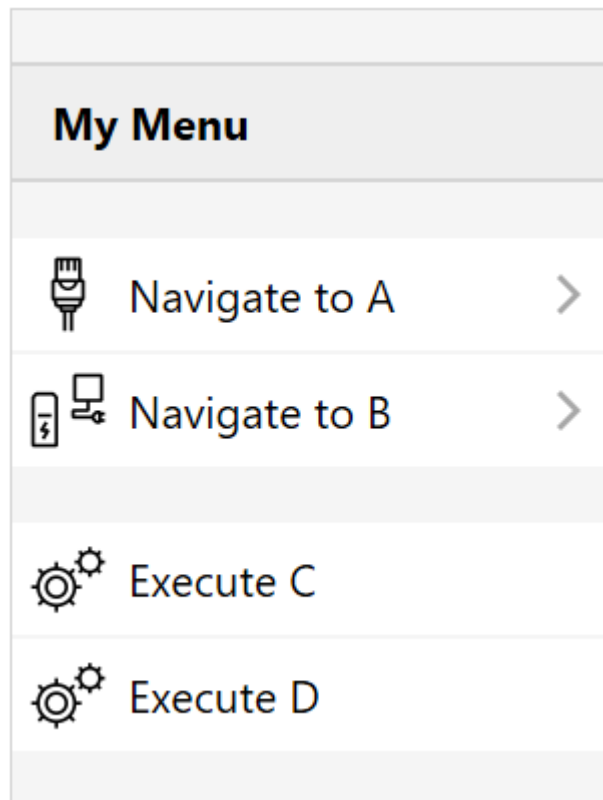 My Menu
Navigate to A
Navigate to B
Execute C
Execute D